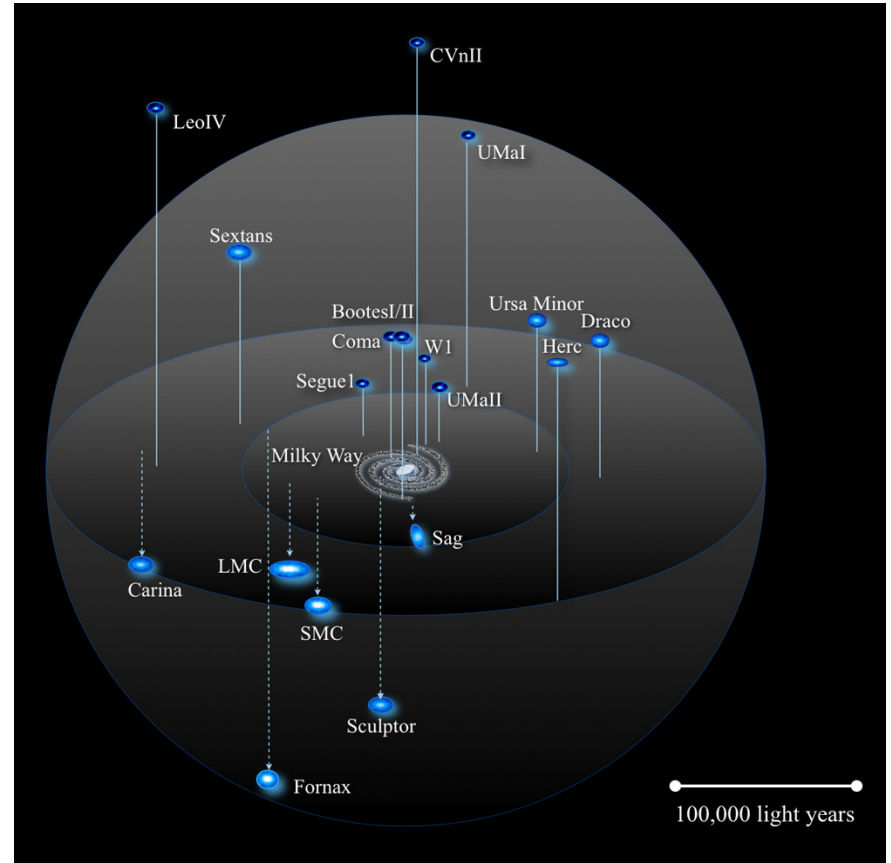 CVnII
LeoIV
UMaI
Sextans
BootesI/II
Ursa Minor
Draco
Coma
W1
Herc
Segue1
UMaII
Milky Way
Sag
LMC
Carina
SMC
Sculptor
Fornax
100,000 light years